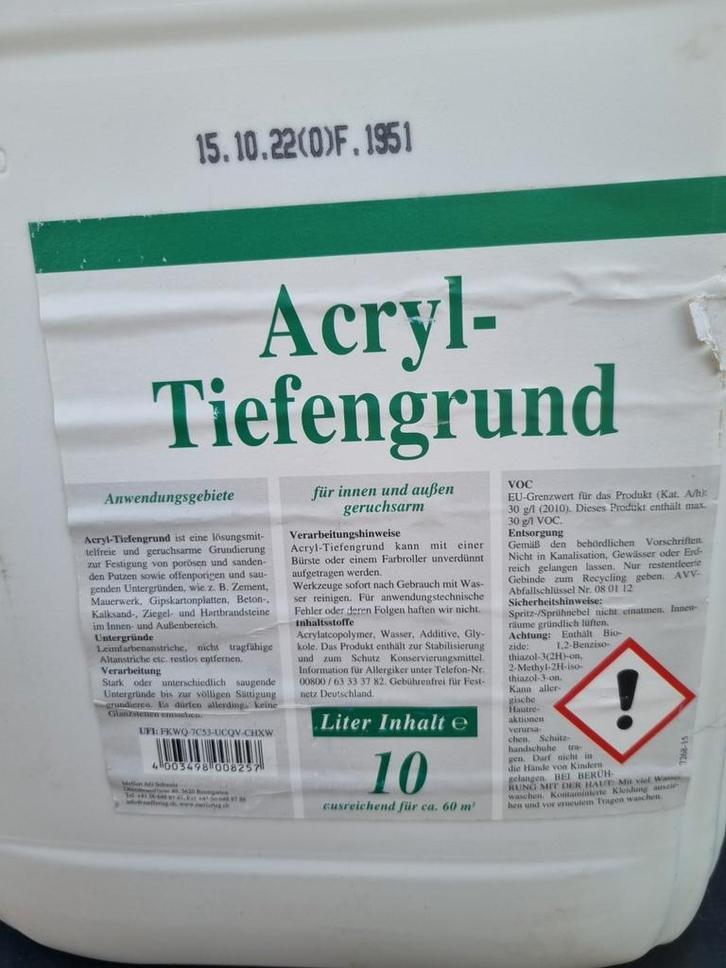 15.10.22(0)F.1951
Acryl-
Tiefengrund
Anwendungsgebiete
Acryl-Tiefengrund ist eine lösungsmit-
telfreie und geruchsarme Grundierung
zur Festigung von porösen und sanden-
den Putzen sowie offenporigen und sau-
genden Untergründen, wie z. B. Zement,
Mauerwerk, Gipskartonplatten, Beton-,
Kalksand-, Ziegel- und Hartbrandsteine
im Innen- und Außenbereich.
Untergründe
Leimfarbenanstriche, nicht tragfähige
Altanstriche etc. restlos entfernen.
Verarbeitung
Stark oder unterschiedlich saugende
Untergründe bis zur völligen Sättigung
grundieren. Es dürfen allerdings keine
Glanzstellen entstehen.
UFI: FKWQ-7C53-UCQV-CHXW
4 003498 008257
Meffert AG Schweiz
für innen und außen
geruchsarm
Verarbeitungshinweise
Acryl-Tiefengrund kann mit einer
Bürste oder einem Farbroller unverdünnt
aufgetragen werden.
Werkzeuge sofort nach Gebrauch mit Was-
ser reinigen. Für anwendungstechnische
Fehler oder deren Folgen haften wir nicht.
Inhaltsstoffe
Acrylatcopolymer, Wasser, Additive, Gly-
kole. Das Produkt enthält zur Stabilisierung
und zum Schutz Konservierungsmittel.
Information für Allergiker unter Telefon-Nr.
00800 / 63 33 37 82. Gebührenfrei für Fest-
netz Deutschland.
Liter Inhalt ℮
10
ausreichend für ca. 60 m²
VOC
EU-Grenzwert für das Produkt (Kat. A/h):
30 g/l (2010). Dieses Produkt enthält max.
30 g/l VOC.
Entsorgung
Gemäß den behördlichen Vorschriften.
Nicht in Kanalisation, Gewässer oder Erd-
reich gelangen lassen. Nur restentleerte
Gebinde zum Recycling geben. AVV-
Abfallschlüssel Nr. 08 01 12
Sicherheitshinweise:
Spritz-/Sprühnebel nicht einatmen. Innen-
räume gründlich lüften.
Achtung: Enthält Bio-
zide: 1,2-Benziso-
thiazol-3(2H)-on,
2-Methyl-2H-iso-
thiazol-3-on.
Kann aller-
gische
Hautre-
aktionen
verursa-
chen. Schutz-
handschuhe tra-
gen. Darf nicht in
die Hände von Kindern
gelangen. BEI BERÜH-
RUNG MIT DER HAUT: Mit viel Wasser
waschen. Kontaminierte Kleidung auszie-
hen und vor erneutem Tragen waschen.
7368-15